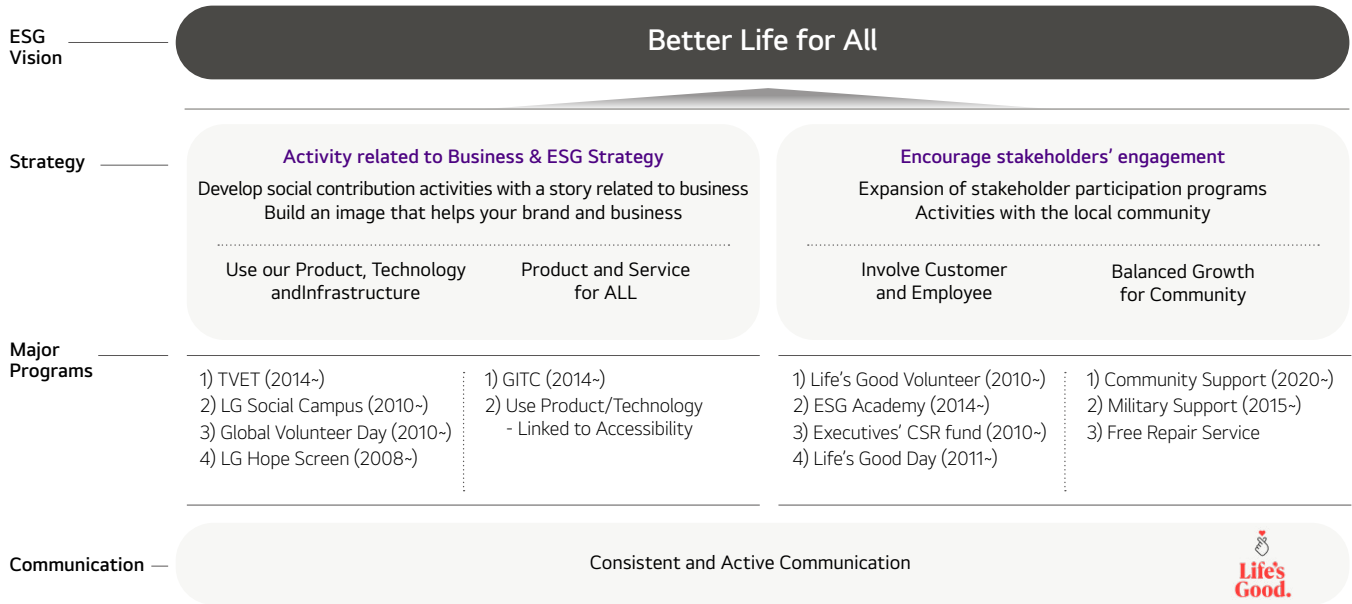 ESG
Vision
Better Life for All
Strategy
Activity related to Business & ESG Strategy
Develop social contribution activities with a story related to business
Build an image that helps your brand and business
Use our Product, Technology
andInfrastructure
Product and Service
for ALL
Encourage stakeholders’ engagement
Expansion of stakeholder participation programs
Activities with the local community
Involve Customer
and Employee
Balanced Growth
for Community
Major
Programs
1) TVET (2014~)
2) LG Social Campus (2010~)
3) Global Volunteer Day (2010~)
4) LG Hope Screen (2008~)
1) GITC (2014~)
2) Use Product/Technology
- Linked to Accessibility
1) Life’s Good Volunteer (2010~)
2) ESG Academy (2014~)
3) Executives’ CSR fund (2010~)
4) Life’s Good Day (2011~)
1) Community Support (2020~)
2) Military Support (2015~)
3) Free Repair Service
Communication
Consistent and Active Communication
Life's
Good.